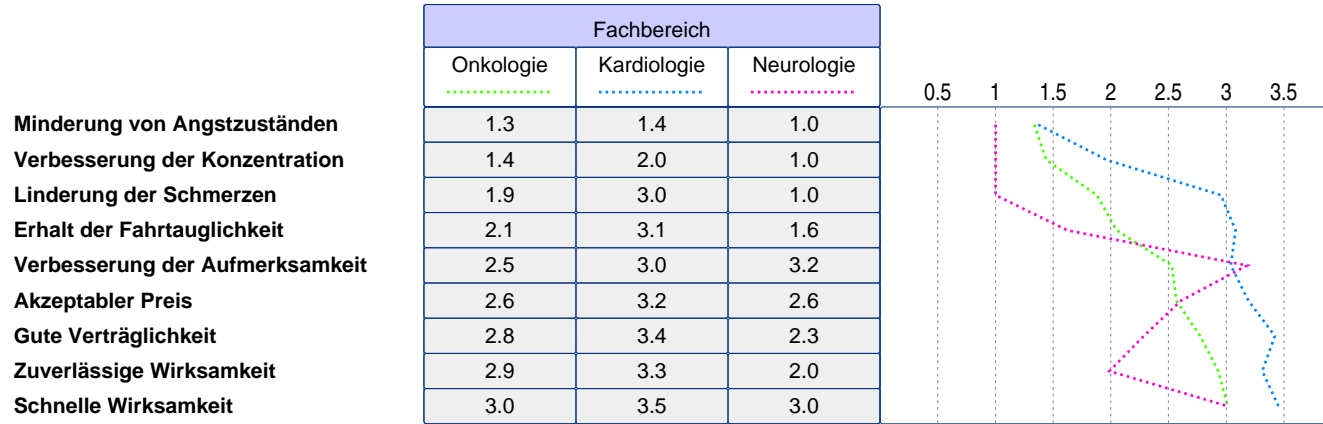 Fachbereich
Onkologie Kardiologie Neurologie
0.5 1 1.5 2 2.5 3 3.5
Minderung von Angstzuständen 1.3 1.4 1.0
Verbesserung der Konzentration 1.4 2.0 1.0
Linderung der Schmerzen 1.9 3.0 1.0
Erhalt der Fahrtauglichkeit 2.1 3.1 1.6
Verbesserung der Aufmerksamkeit 2.5 3.0 3.2
Akzeptabler Preis 2.6 3.2 2.6
Gute Verträglichkeit 2.8 3.4 2.3
Zuverlässige Wirksamkeit 2.9 3.3 2.0
Schnelle Wirksamkeit 3.0 3.5 3.0